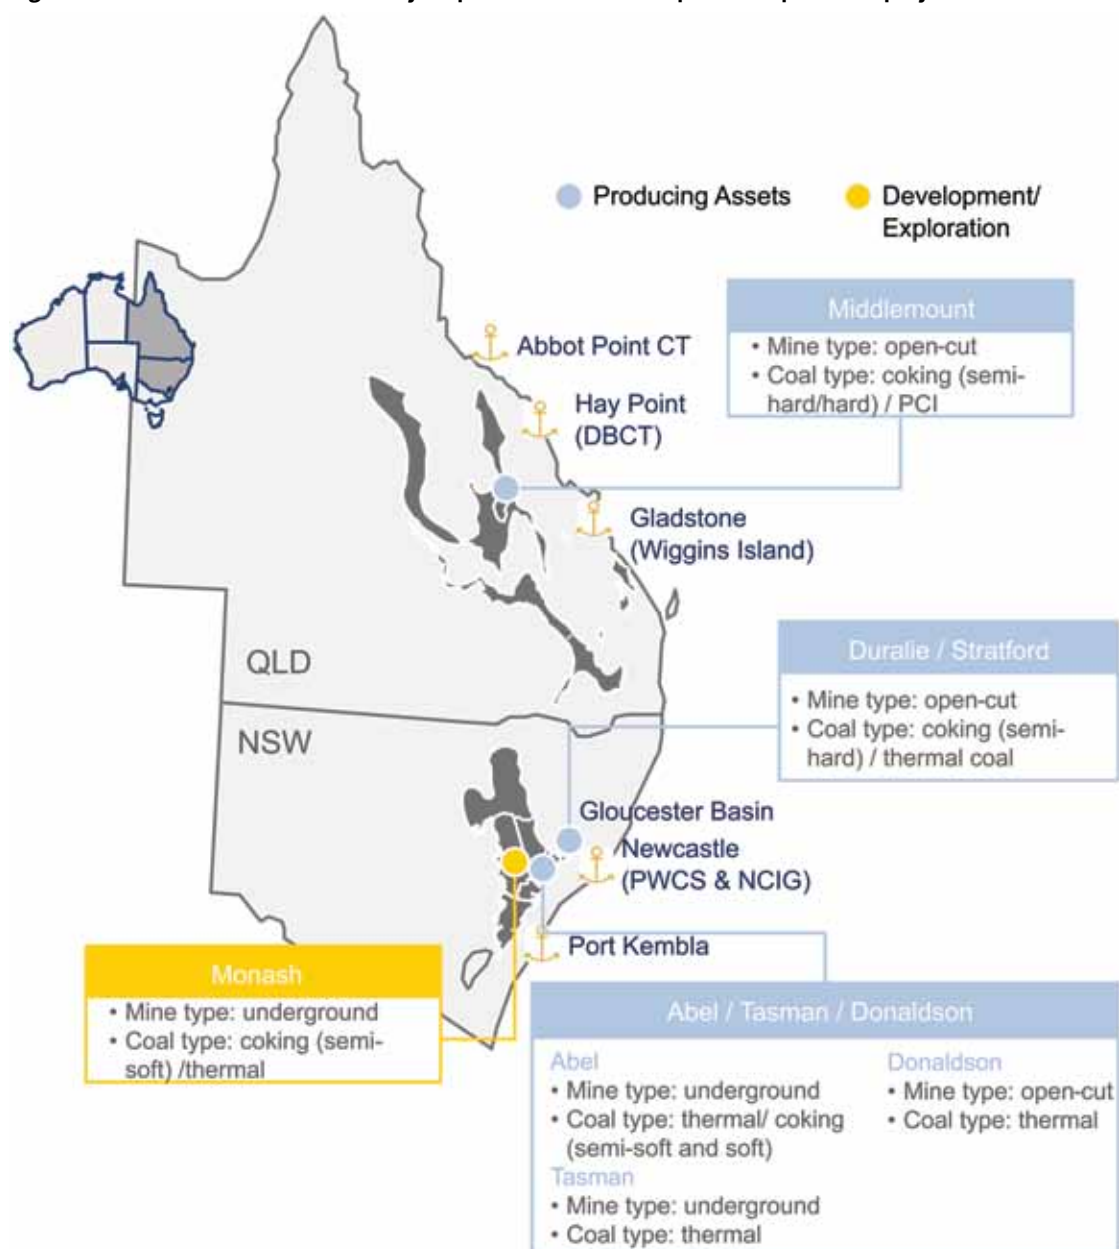 Producing Assets
Development/
Exploration
Middlemount
• Mine type: open-cut
• Coal type: coking (semi-
hard/hard) / PCI
Abbot Point CT
Hay Point
(DBCT)
Gladstone
(Wiggins Island)
QLD
Duralie / Stratford
• Mine type: open-cut
• Coal type: coking (semi-
hard) / thermal coal
NSW
Gloucester Basin
Newcastle
(PWCS & NCIG)
Port Kembla
Monash
• Mine type: underground
• Coal type: coking (semi-
soft) /thermal
Abel / Tasman / Donaldson
Abel
• Mine type: underground
• Coal type: thermal/ coking
(semi-soft and soft)
Tasman
• Mine type: underground
• Coal type: thermal
Donaldson
• Mine type: open-cut
• Coal type: thermal